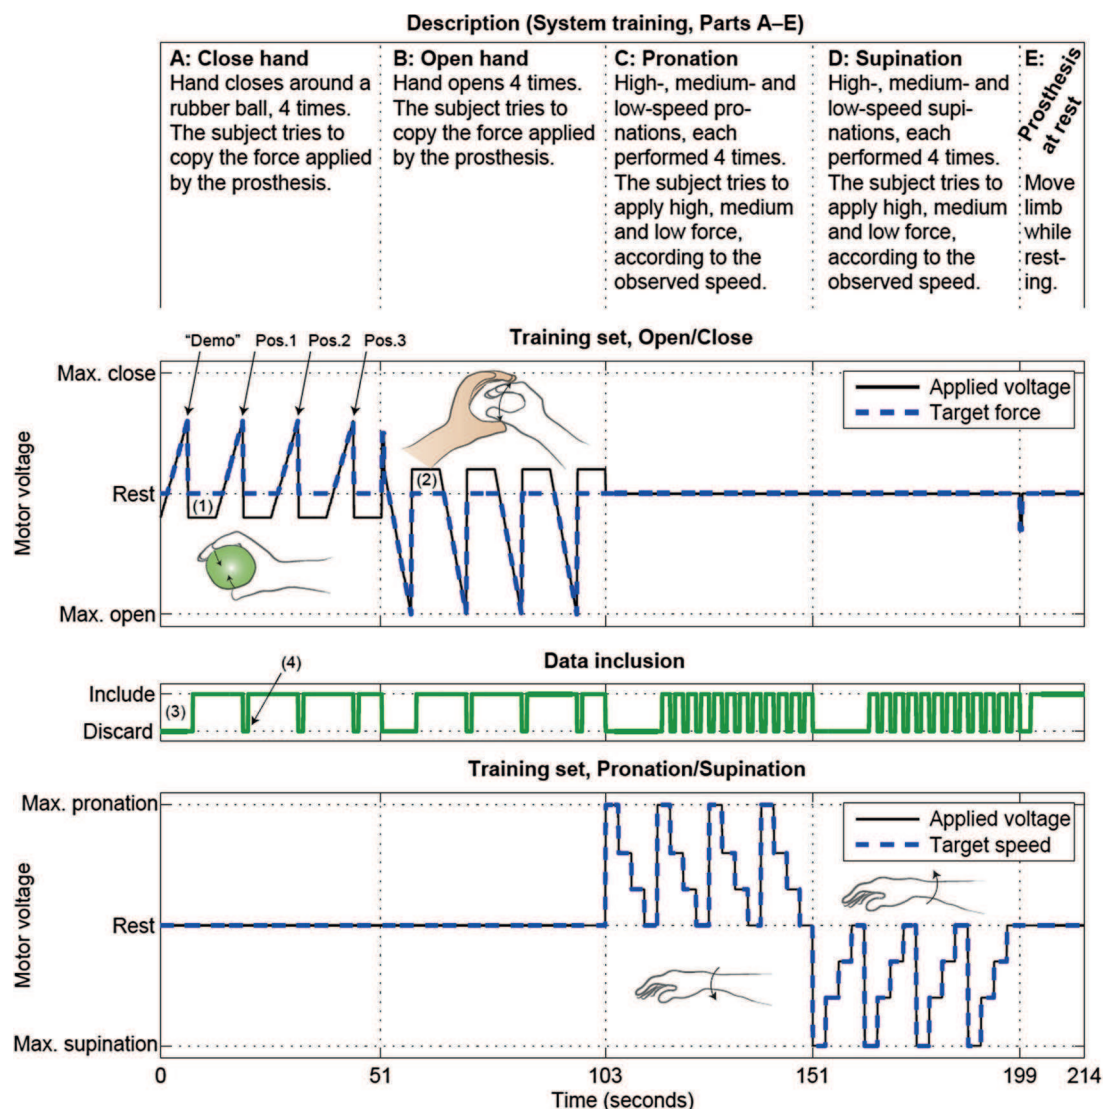 Description (System training, Parts A–E)
A: Close hand
Hand closes around a
rubber ball, 4 times.
The subject tries to
copy the force applied
by the prosthesis.
B: Open hand
Hand opens 4 times.
The subject tries to
copy the force applied
by the prosthesis.
C: Pronation
High-, medium- and
low-speed pro-
nations, each
performed 4 times.
The subject tries to
apply high, medium
and low force,
according to the
observed speed.
D: Supination
High-, medium- and
low-speed supi-
nations, each
performed 4 times.
The subject tries to
apply high, medium
and low force,
according to the
observed speed.
E:
Prosthesis
at rest
Move
limb
while
rest-
ing.
Training set, Open/Close
"Demo"
Pos.1
Pos.2
Pos.3
Max. close
Rest
Max. open
Motor voltage
Applied voltage
Target force
(1)
(2)
Data inclusion
Include
Discard
(3)
(4)
Training set, Pronation/Supination
Max. pronation
Rest
Max. supination
Motor voltage
Applied voltage
Target speed
0
51
103
151
199
214
Time (seconds)